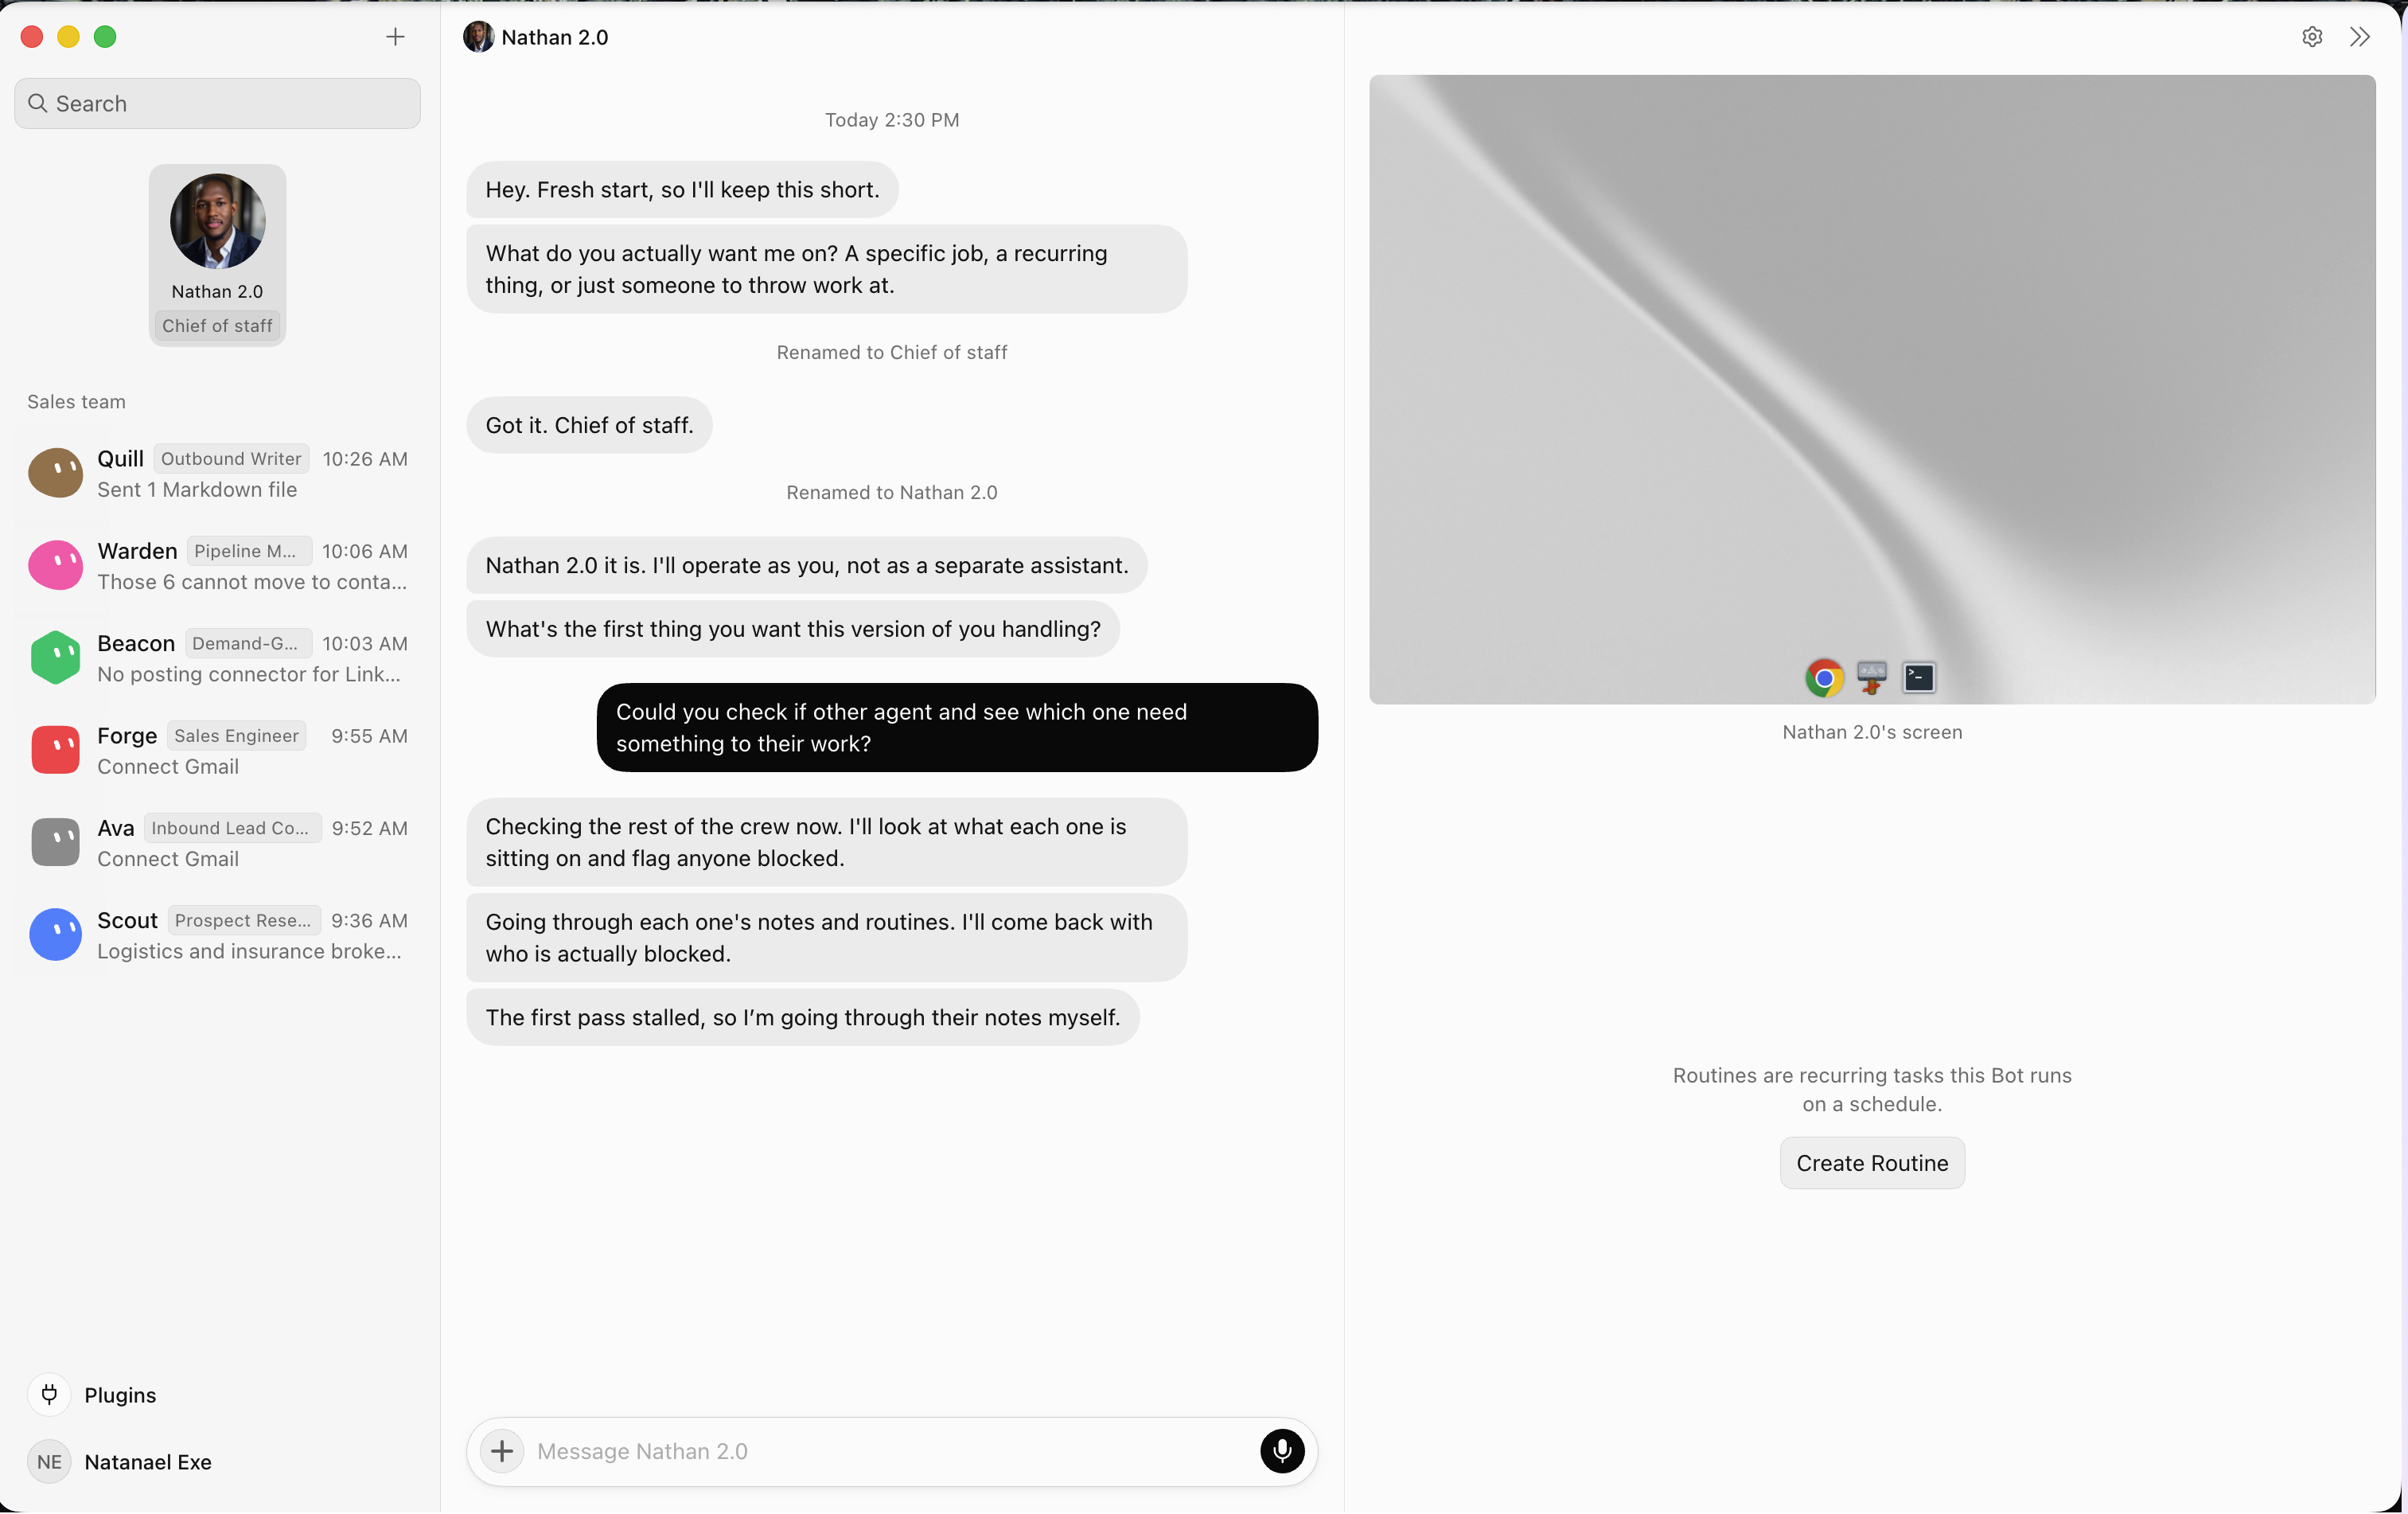 Search
Nathan 2.0
Chief of staff
Sales team
Quill Outbound Writer 10:26 AM
Sent 1 Markdown file
Warden Pipeline M... 10:06 AM
Those 6 cannot move to conta...
Beacon Demand-G... 10:03 AM
No posting connector for Link...
Forge Sales Engineer 9:55 AM
Connect Gmail
Ava Inbound Lead Co... 9:52 AM
Connect Gmail
Scout Prospect Rese... 9:36 AM
Logistics and insurance broke...
Plugins
NE Natanael Exe
Nathan 2.0
Today 2:30 PM
Hey. Fresh start, so I'll keep this short.
What do you actually want me on? A specific job, a recurring
thing, or just someone to throw work at.
Renamed to Chief of staff
Got it. Chief of staff.
Renamed to Nathan 2.0
Nathan 2.0 it is. I'll operate as you, not as a separate assistant.
What's the first thing you want this version of you handling?
Could you check if other agent and see which one need
something to their work?
Checking the rest of the crew now. I'll look at what each one is
sitting on and flag anyone blocked.
Going through each one's notes and routines. I'll come back with
who is actually blocked.
The first pass stalled, so I’m going through their notes myself.
Message Nathan 2.0
Nathan 2.0's screen
Routines are recurring tasks this Bot runs
on a schedule.
Create Routine